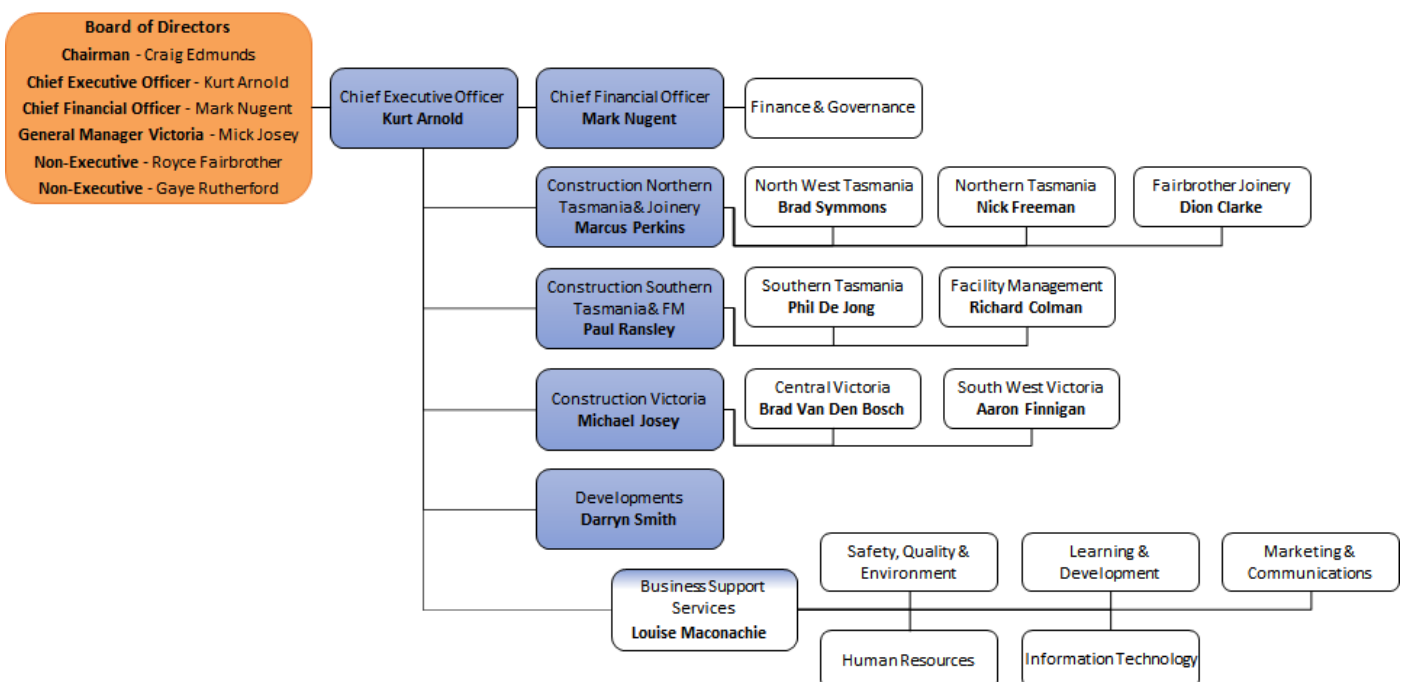 Board of Directors
Chairman - Craig Edmunds
Chief Executive Officer - Kurt Arnold
Chief Financial Officer - Mark Nugent
General Manager Victoria - Mick Josey
Non-Executive - Royce Fairbrother
Non-Executive - Gaye Rutherford
Chief Executive Officer
Kurt Arnold
Chief Financial Officer
Mark Nugent
Finance & Governance
Construction Northern
Tasmania & Joinery
Marcus Perkins
North West Tasmania
Brad Symmons
Northern Tasmania
Nick Freeman
Fairbrother Joinery
Dion Clarke
Construction Southern
Tasmania & FM
Paul Ransley
Southern Tasmania
Phil De Jong
Facility Management
Richard Colman
Construction Victoria
Michael Josey
Central Victoria
Brad Van Den Bosch
South West Victoria
Aaron Finnigan
Developments
Darryn Smith
Business Support
Services
Louise Maconachie
Safety, Quality &
Environment
Learning &
Development
Marketing &
Communications
Human Resources
Information Technology